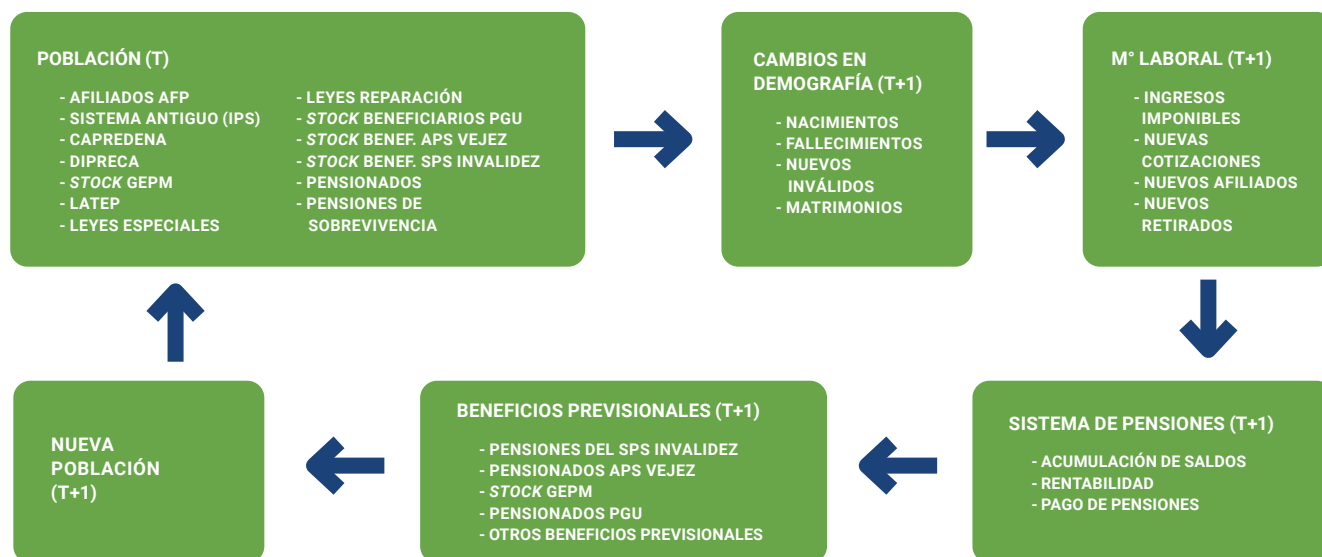 POBLACIÓN (T)
- AFILIADOS AFP
- SISTEMA ANTIGUO (IPS)
- CAPREDENA
- DIPRECA
- STOCK GEPM
- LATEP
- LEYES ESPECIALES
- LEYES REPARACIÓN
- STOCK BENEFICIARIOS PGU
- STOCK BENEF. APS VEJEZ
- STOCK BENEF. SPS INVALIDEZ
- PENSIONADOS
- PENSIONES DE
SOBREVIVENCIA
CAMBIOS EN
DEMOGRAFÍA (T+1)
- NACIMIENTOS
- FALLECIMIENTOS
- NUEVOS
INVÁLIDOS
- MATRIMONIOS
M° LABORAL (T+1)
- INGRESOS
IMPONIBLES
- NUEVAS
COTIZACIONES
- NUEVOS AFILIADOS
- NUEVOS
RETIRADOS
SISTEMA DE PENSIONES (T+1)
- ACUMULACIÓN DE SALDOS
- RENTABILIDAD
- PAGO DE PENSIONES
BENEFICIOS PREVISIONALES (T+1)
- PENSIONES DEL SPS INVALIDEZ
- PENSIONADOS APS VEJEZ
- STOCK GEPM
- PENSIONADOS PGU
- OTROS BENEFICIOS PREVISIONALES
NUEVA
POBLACIÓN
(T+1)